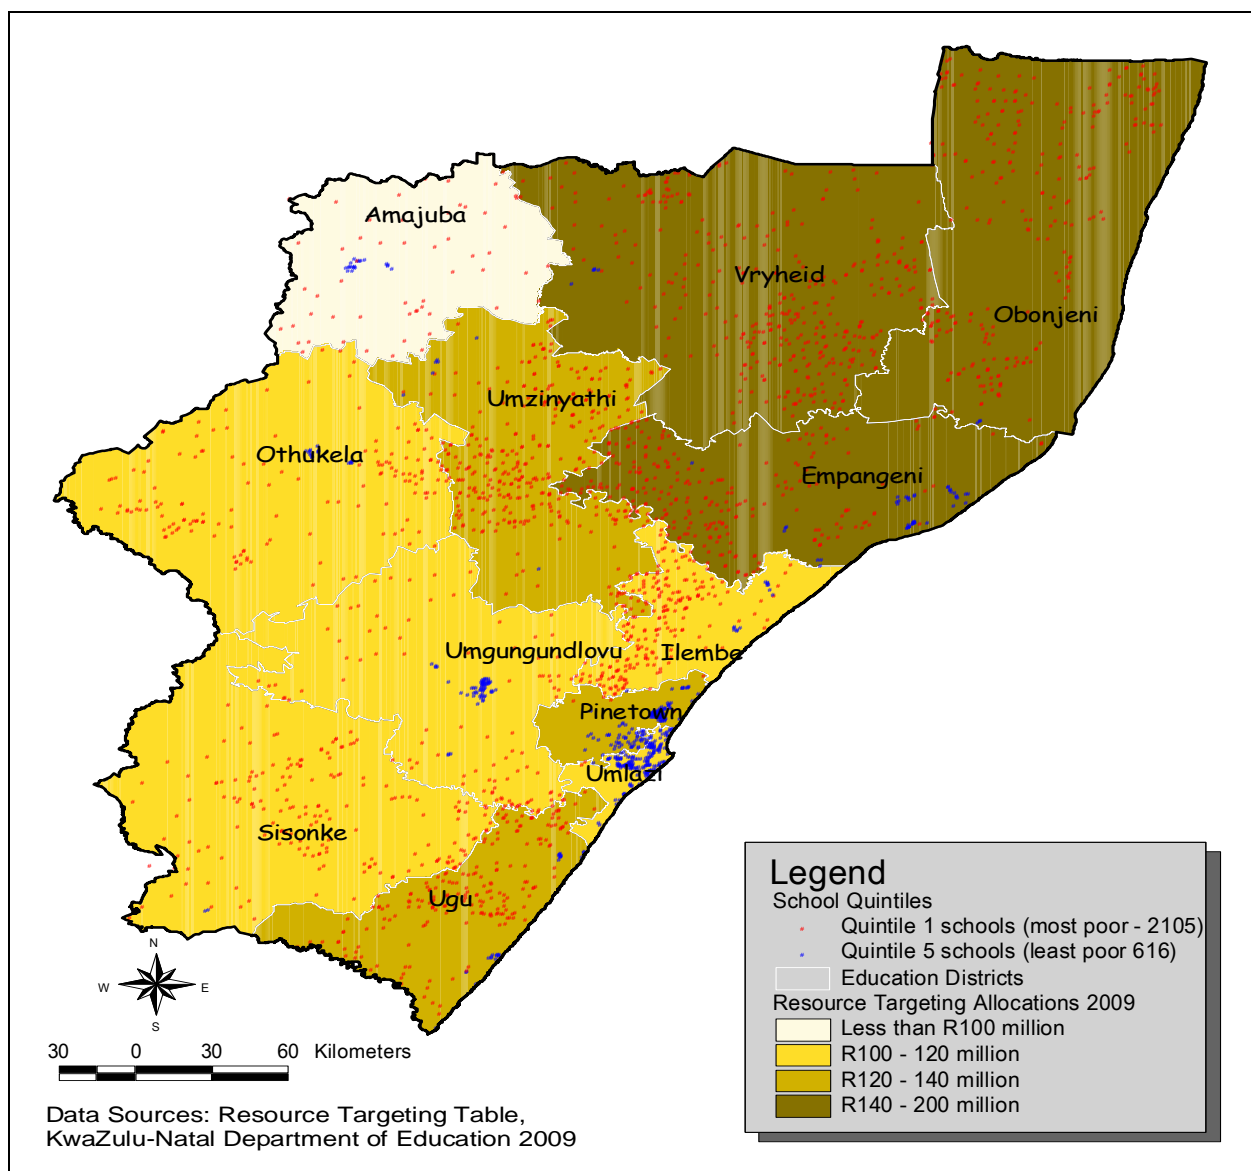 Amajuba
Vryheid
Obonjeni
Umzinyathi
Othukela
Empangeni
Umgungundlovu
Ilembe
Pinetown
Umlazi
Sisonke
Ugu
Legend
School Quintiles
Quintile 1 schools (most poor - 2105)
Quintile 5 schools (least poor 616)
Education Districts
Resource Targeting Allocations 2009
Less than R100 million
R100 - 120 million
R120 - 140 million
R140 - 200 million
N
W E
S
30 0 30 60 Kilometers
Data Sources: Resource Targeting Table,
KwaZulu-Natal Department of Education 2009